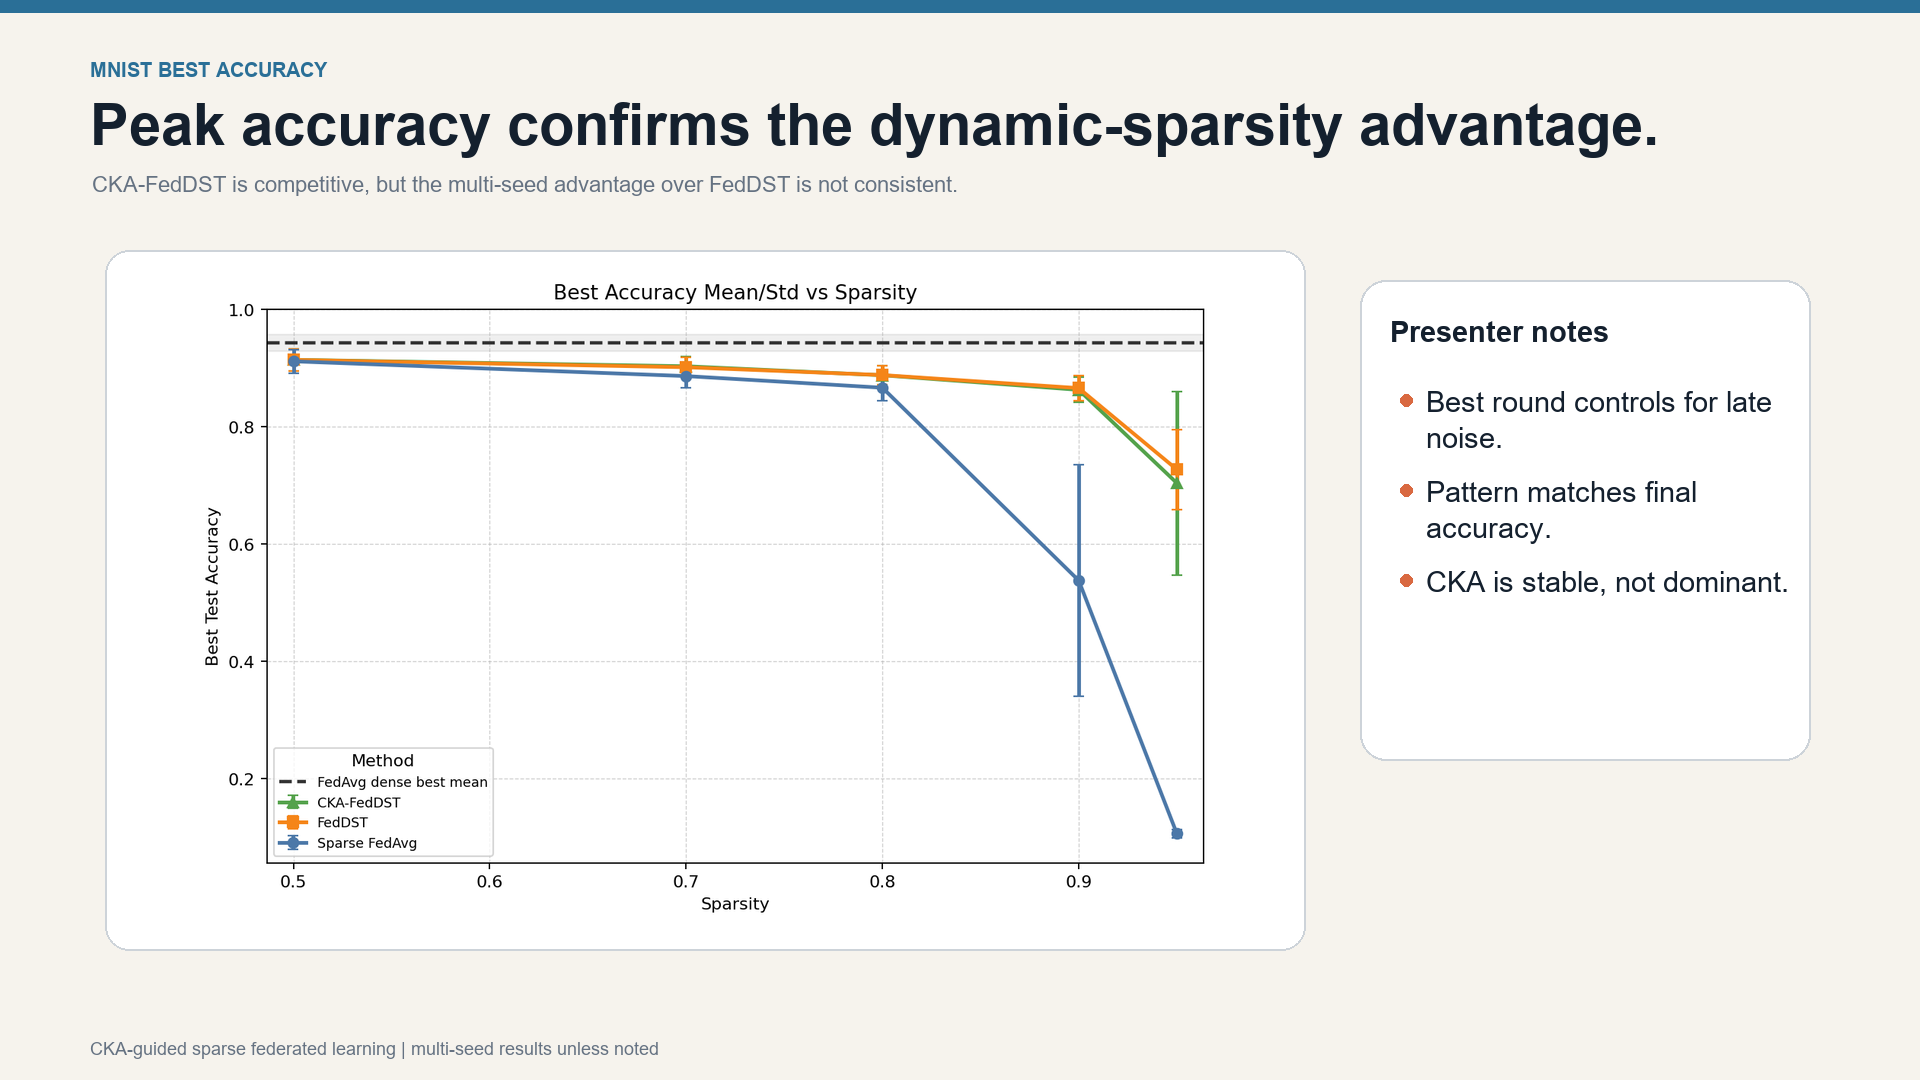 MNIST BEST ACCURACY
Peak accuracy confirms the dynamic-sparsity advantage.
CKA-FedDST is competitive, but the multi-seed advantage over FedDST is not consistent.
Best Accuracy Mean/Std vs Sparsity
1.0
0.8
0.6
0.4
0.2
Best Test Accuracy
Method
FedAvg dense best mean
CKA-FedDST
FedDST
Sparse FedAvg
0.5 0.6 0.7 0.8 0.9
Sparsity
Presenter notes
Best round controls for late
noise.
Pattern matches final
accuracy.
CKA is stable, not dominant.
CKA-guided sparse federated learning | multi-seed results unless noted